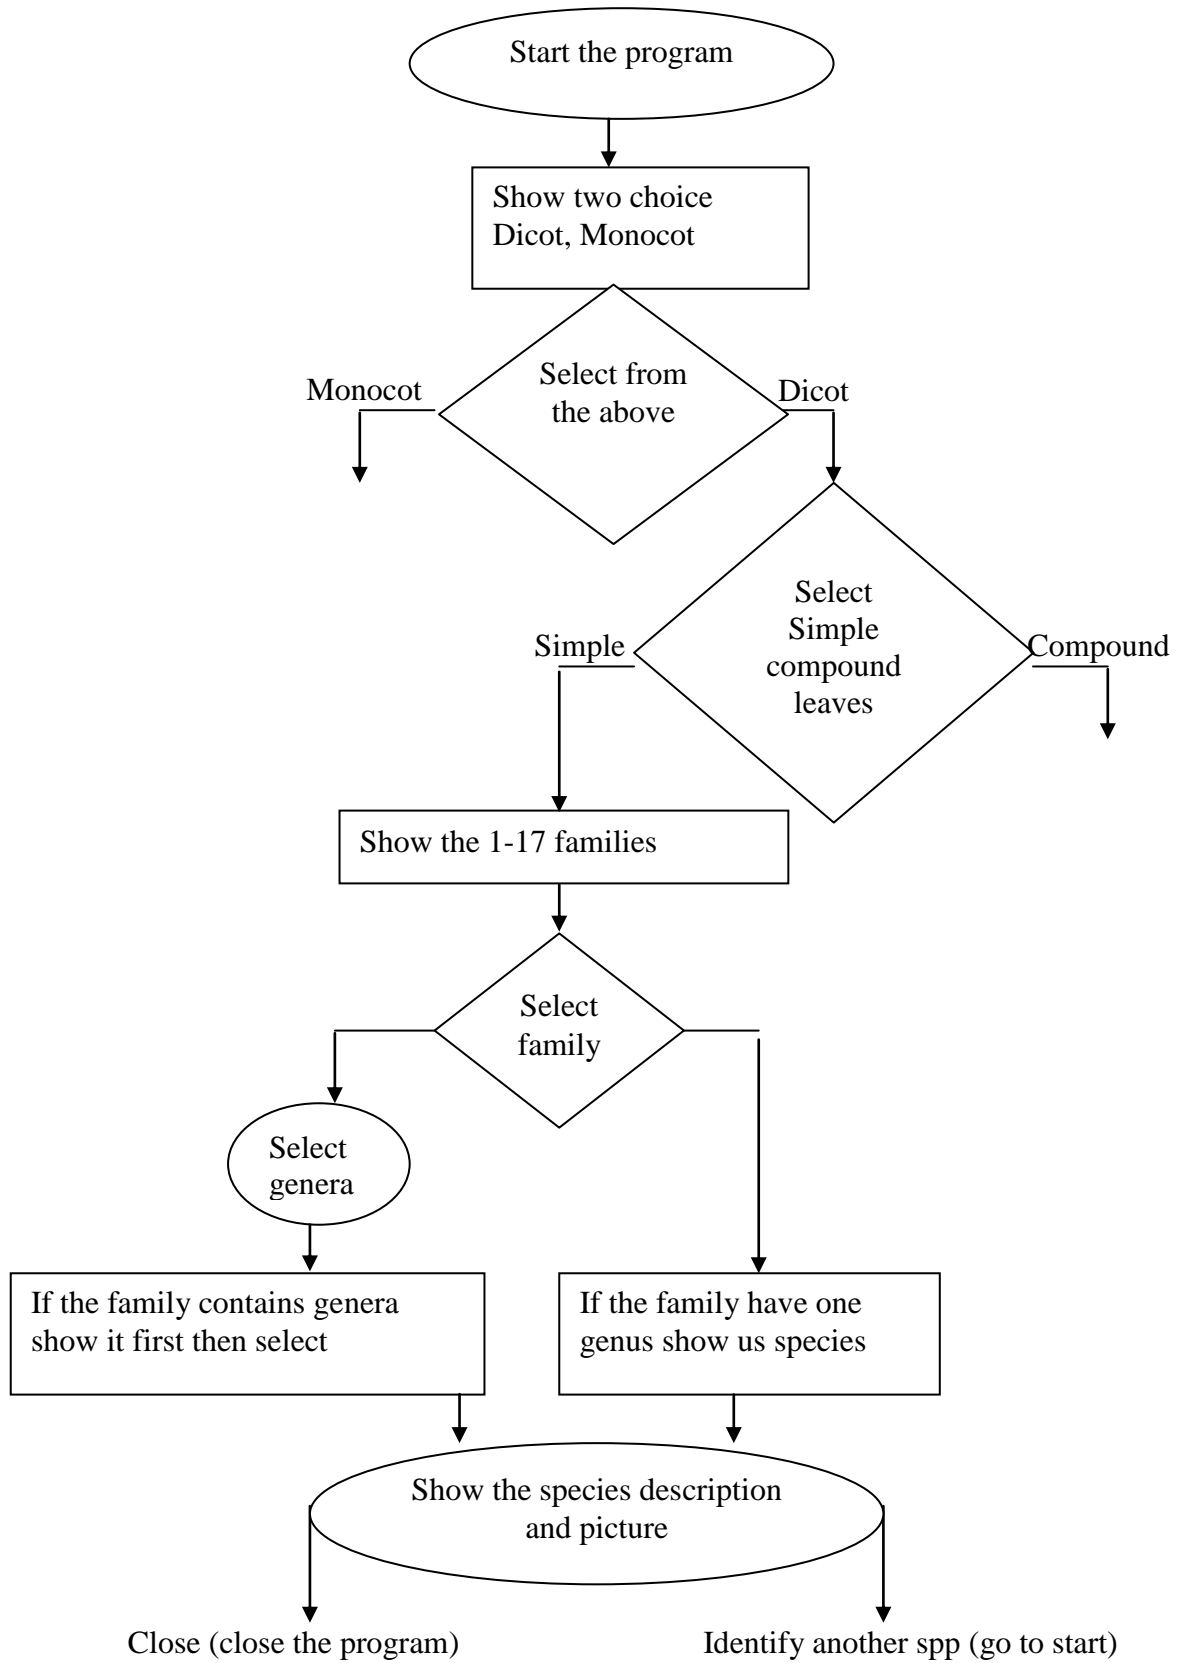 Start the program
Show two choice
Dicot, Monocot
Select from
the above
Monocot
Dicot
Select
Simple
compound
leaves
Simple
Compound
Show the 1-17 families
Select
family
Select
genera
If the family contains genera
show it first then select
If the family have one
genus show us species
Show the species description
and picture
Close (close the program)
Identify another spp (go to start)